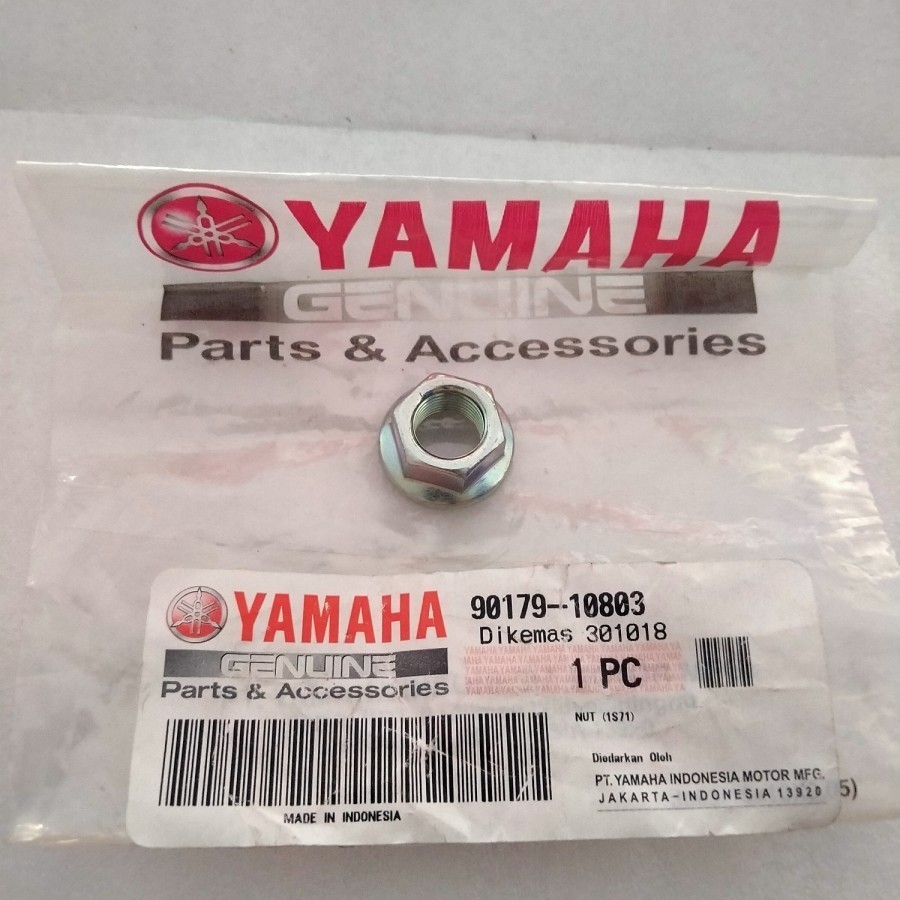 YAMAHA
GENUINE
Parts & Accessories
YAMAHA
GENUINE
Parts & Accessories
90179-10803
Dikemas 301018
1 PC
NUT (1S71)
Diedarkan Oleh
PT. YAMAHA INDONESIA MOTOR MFG.
JAKARTA-INDONESIA 13920
5)
MADE IN INDONESIA